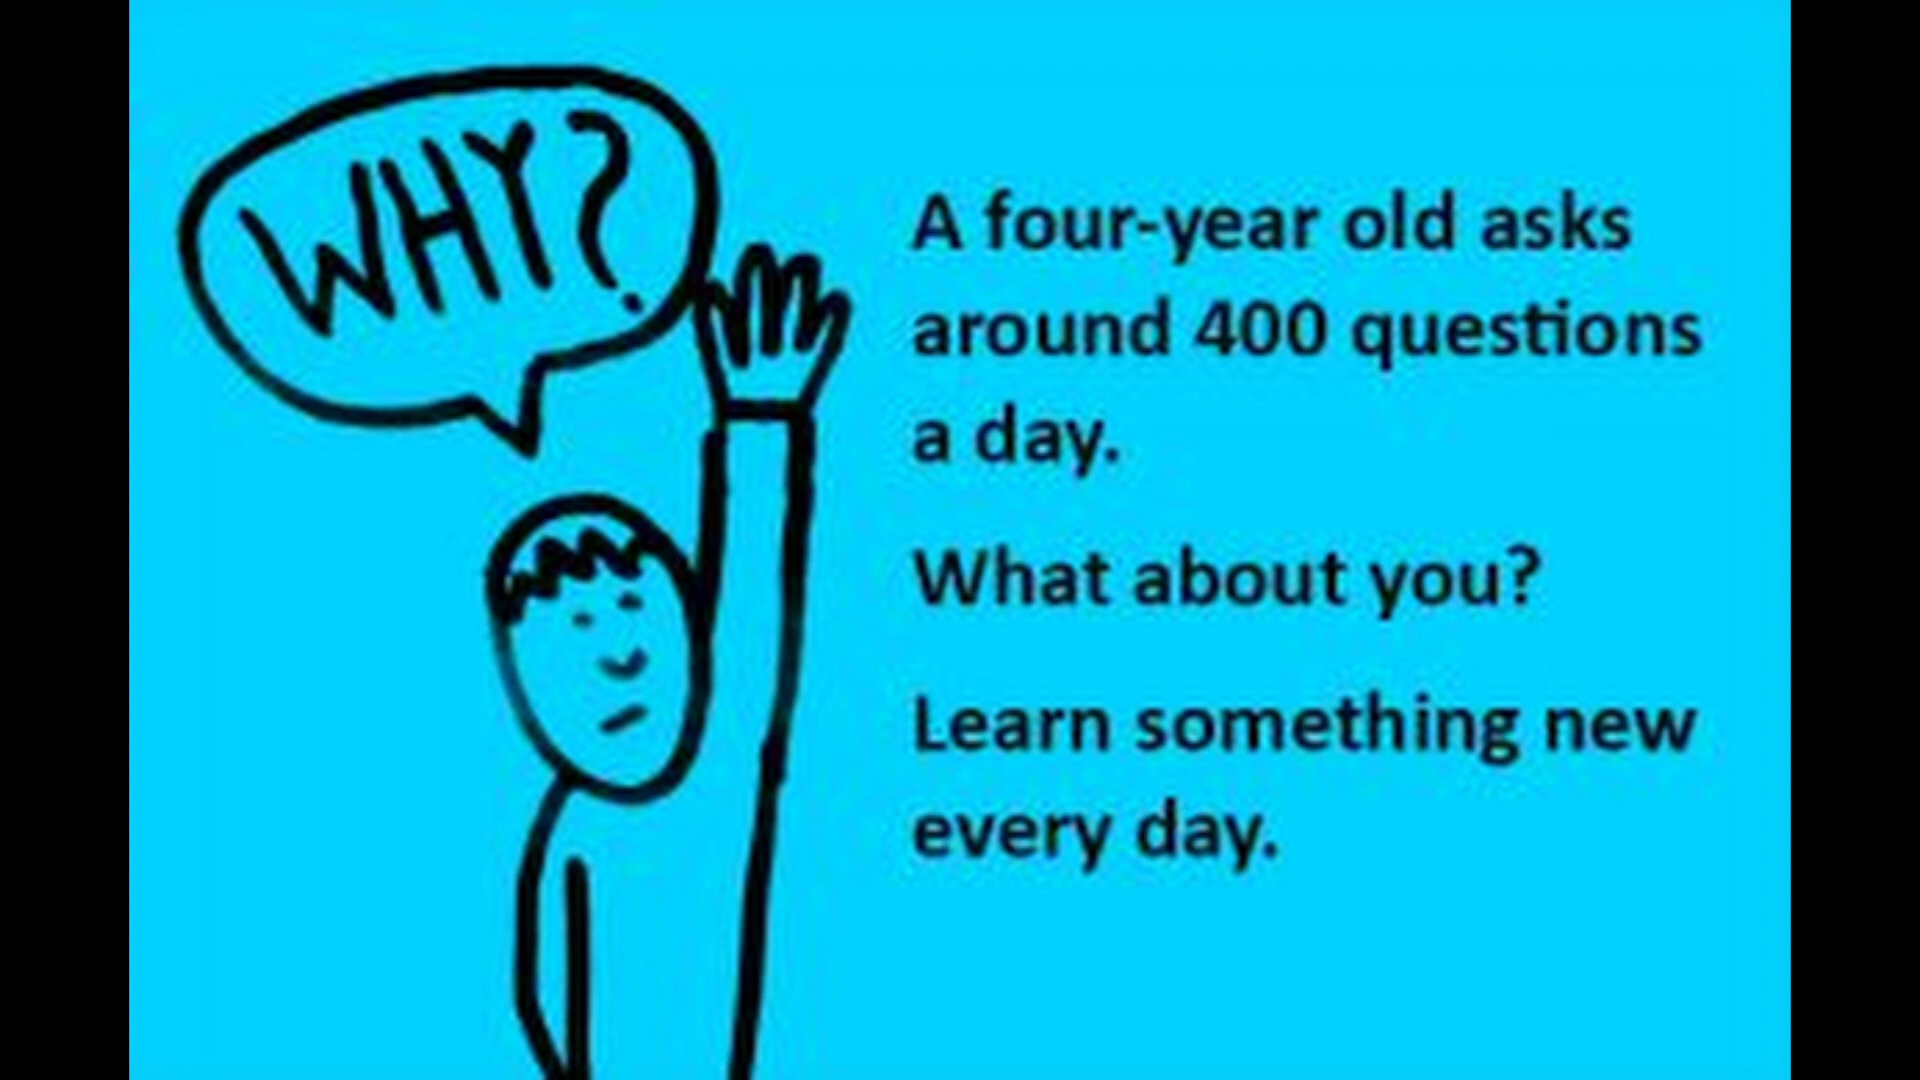 WHY?
A four-year old asks
around 400 questions
a day.
What about you?
Learn something new
every day.